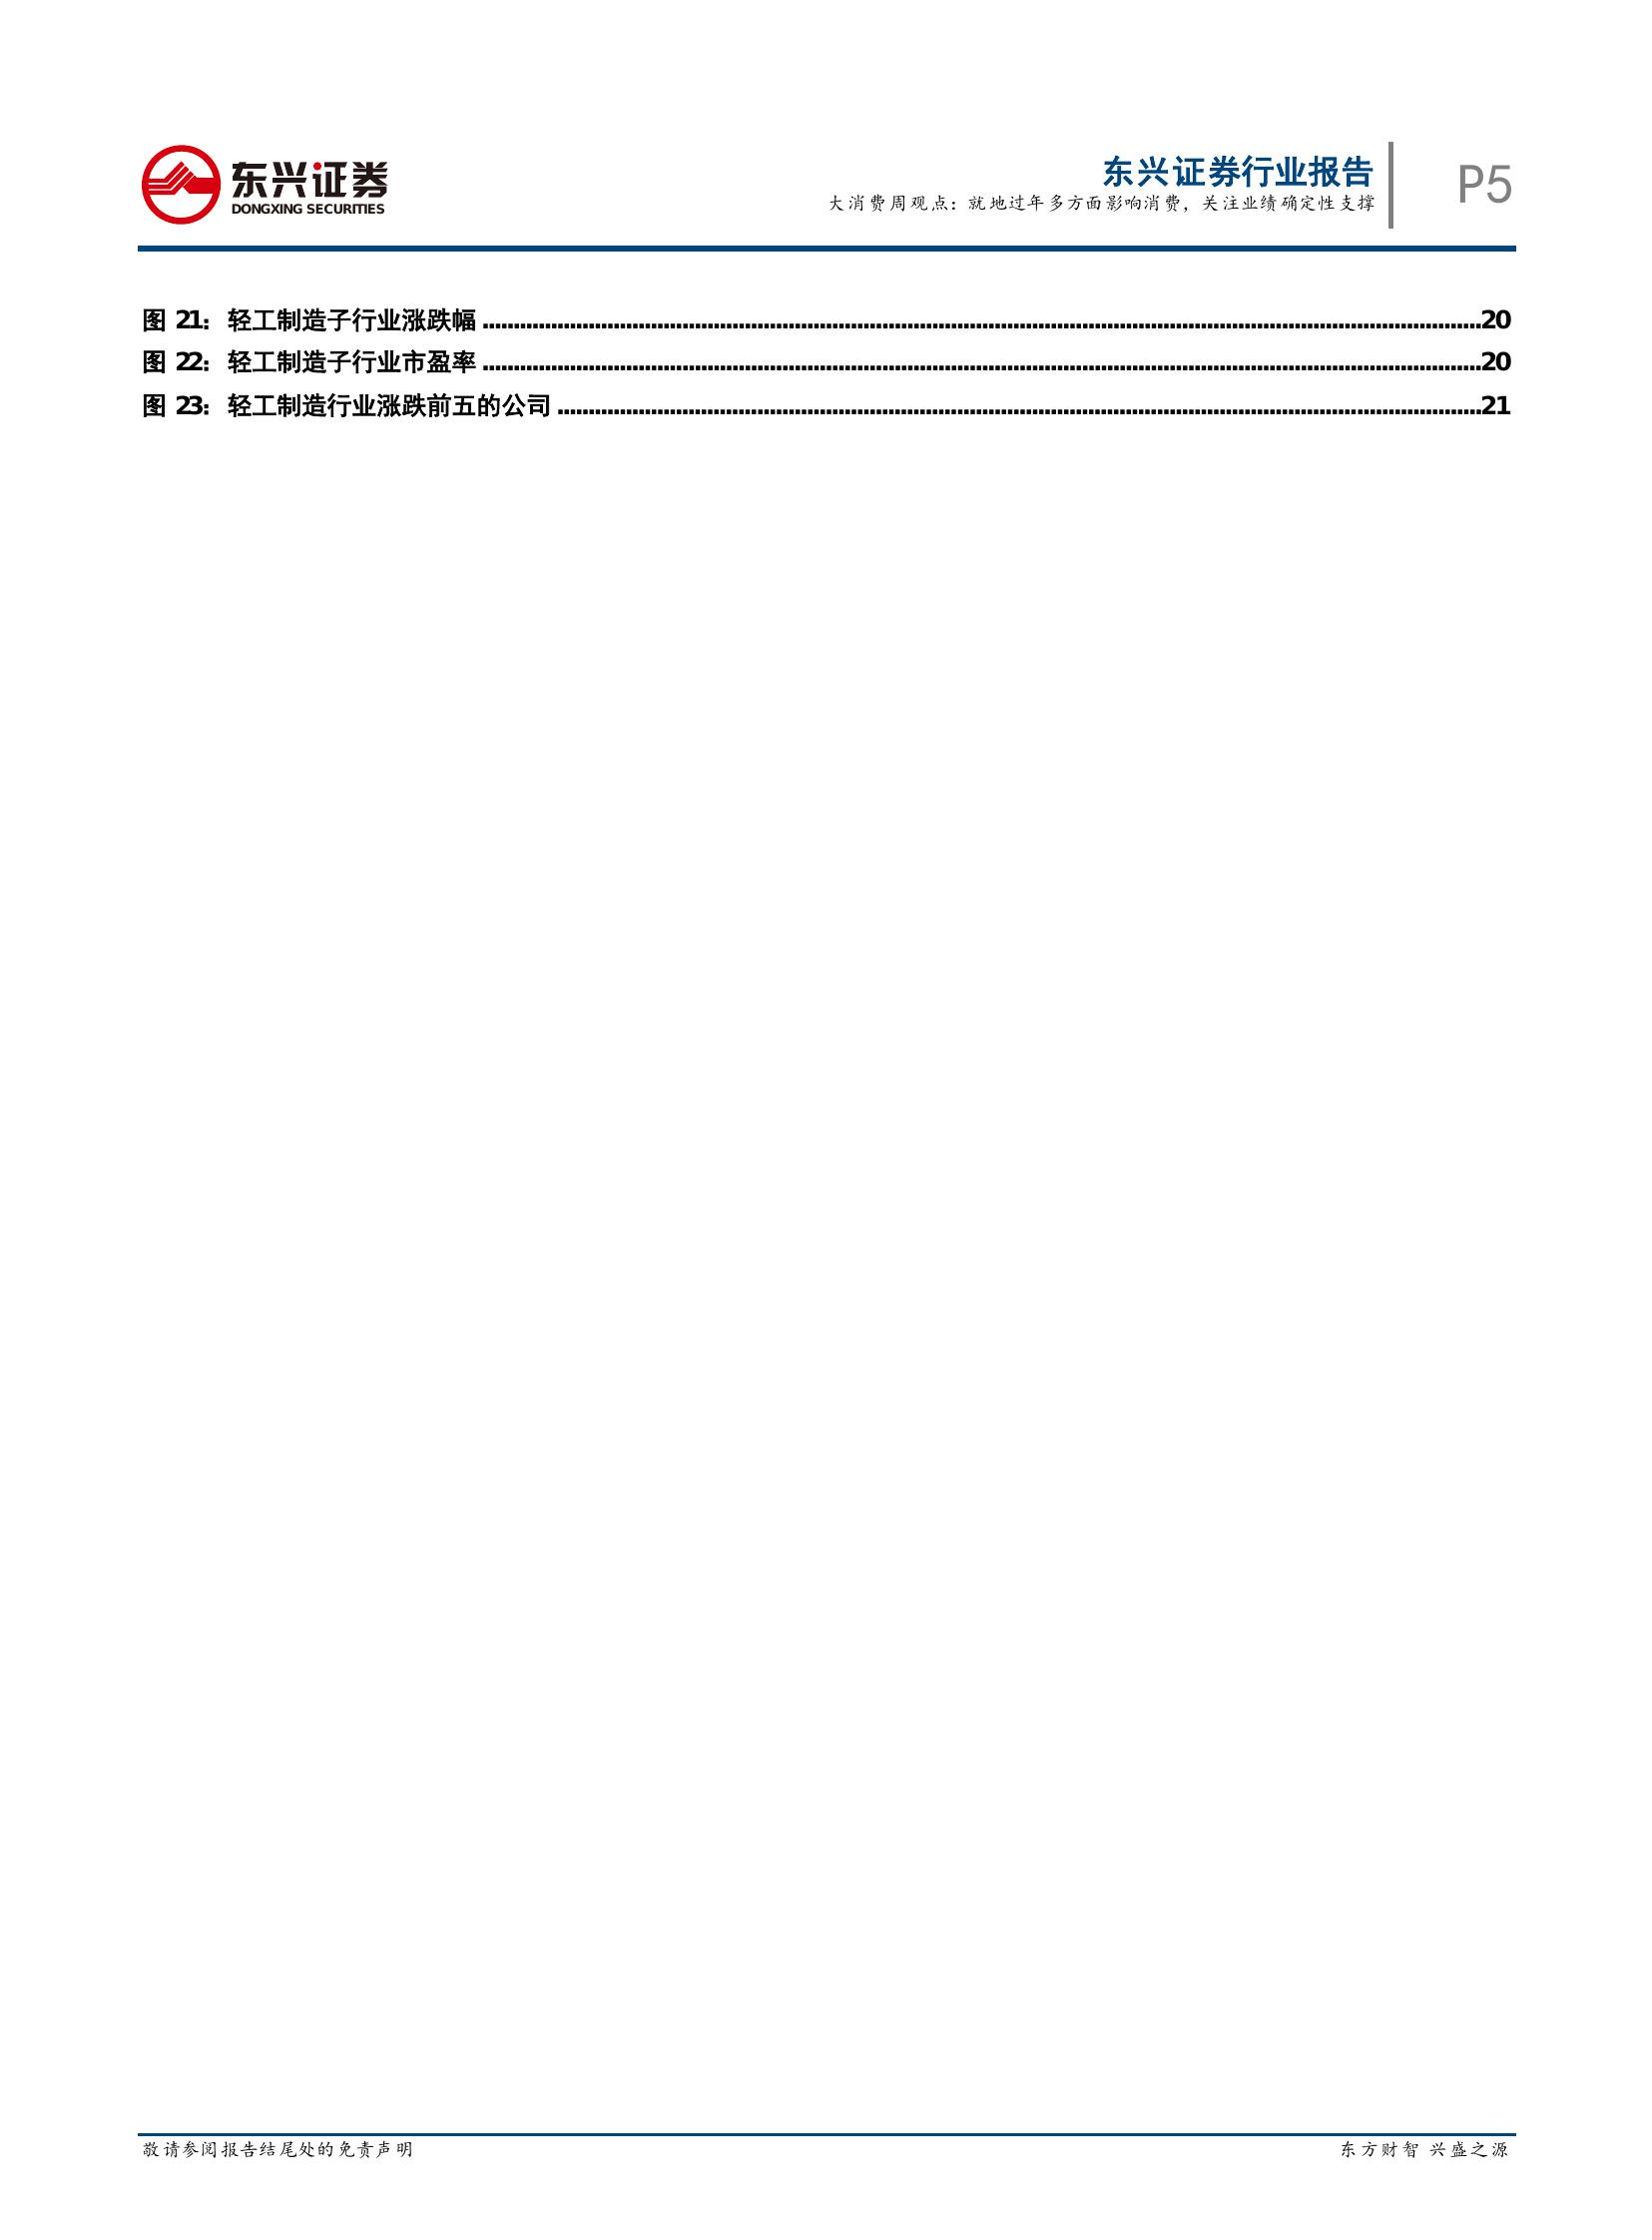 东兴证券
DONGXING SECURITIES
东兴证券行业报告
大消费周观点：就地过年多方面影响消费，关注业绩确定性支撑
P5
图 21：轻工制造子行业涨跌幅................................................................20
图 22：轻工制造子行业市盈率................................................................20
图 23：轻工制造行业涨跌前五的公司................................................................21
敬请参阅报告结尾处的免责声明
东方财智 兴盛之源